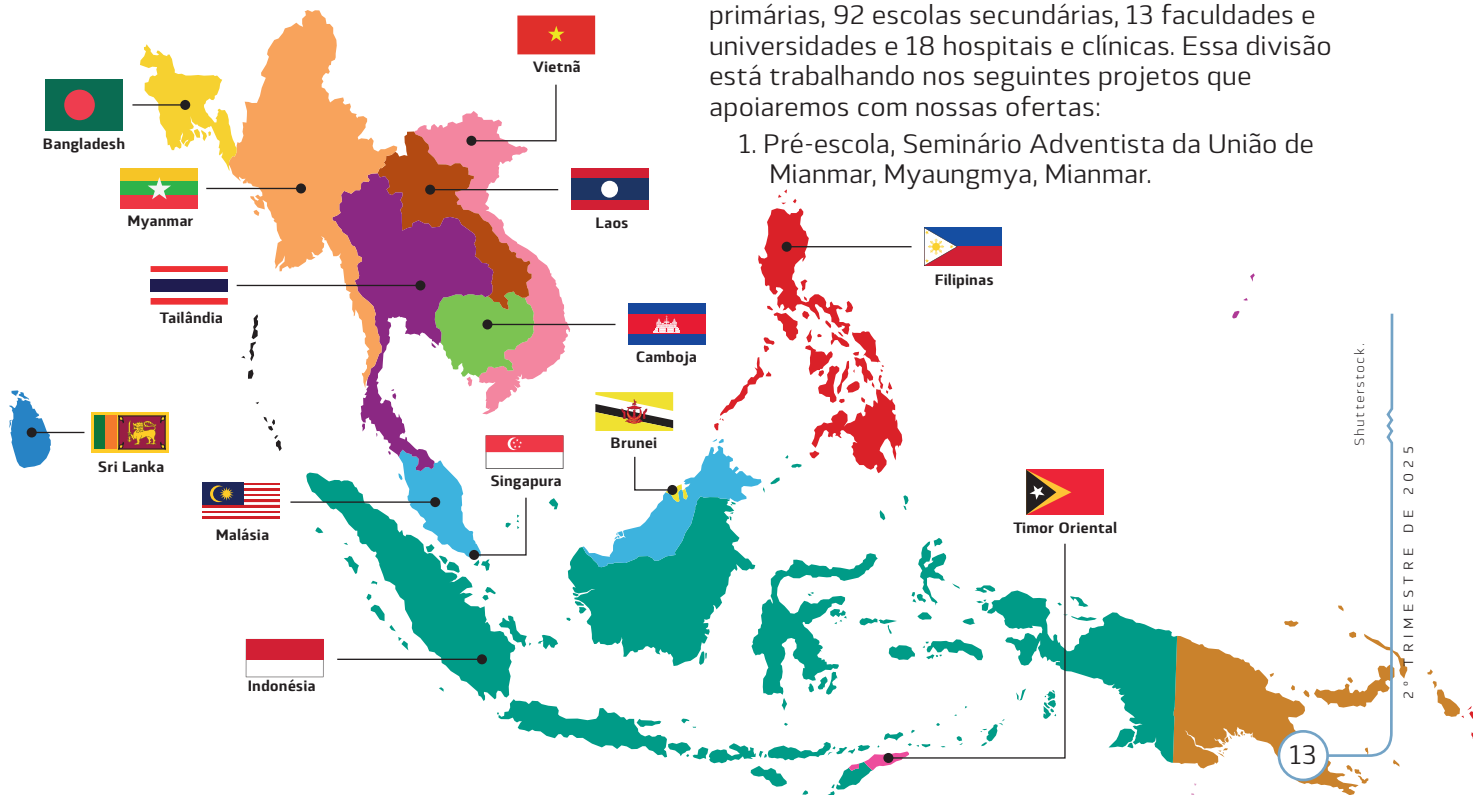 primárias, 92 escolas secundárias, 13 faculdades e
universidades e 18 hospitais e clínicas. Essa divisão
está trabalhando nos seguintes projetos que
apoiaremos com nossas ofertas:
1. Pré-escola, Seminário Adventista da União de
Mianmar, Myaungmya, Mianmar.
Vietnã
Bangladesh
Myanmar
Laos
Filipinas
Tailândia
Camboja
Sri Lanka
Brunei
Singapura
Malásia
Timor Oriental
Indonésia
Shutterstock.
2º TRIMESTRE DE 2025
13